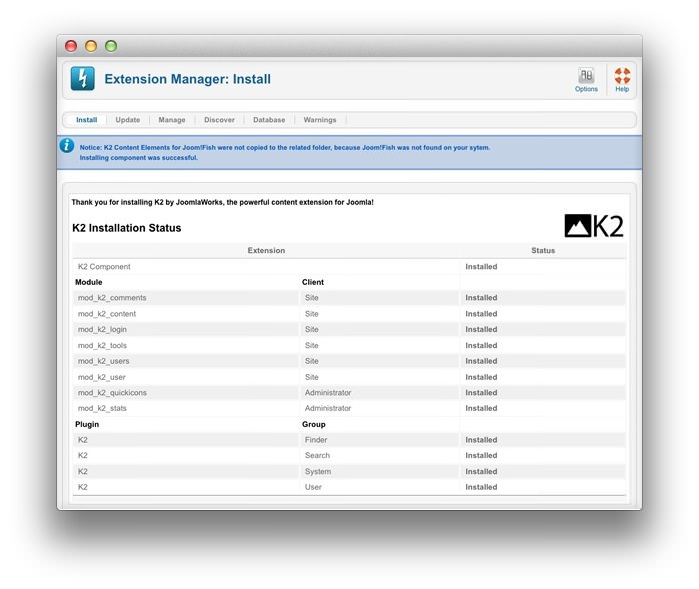 Extension Manager: Install
Options
Help
Install Update Manage Discover Database Warnings
Notice: K2 Content Elements for Joom!Fish were not copied to the related folder, because Joom!Fish was not found on your sytem.
Installing component was successful.
Thank you for installing K2 by JoomlaWorks, the powerful content extension for Joomla!
K2 Installation Status
K2
Extension Status
K2 Component Installed
Module Client
mod_k2_comments Site Installed
mod_k2_content Site Installed
mod_k2_login Site Installed
mod_k2_tools Site Installed
mod_k2_users Site Installed
mod_k2_user Site Installed
mod_k2_quickicons Administrator Installed
mod_k2_stats Administrator Installed
Plugin Group
K2 Finder Installed
K2 Search Installed
K2 System Installed
K2 User Installed